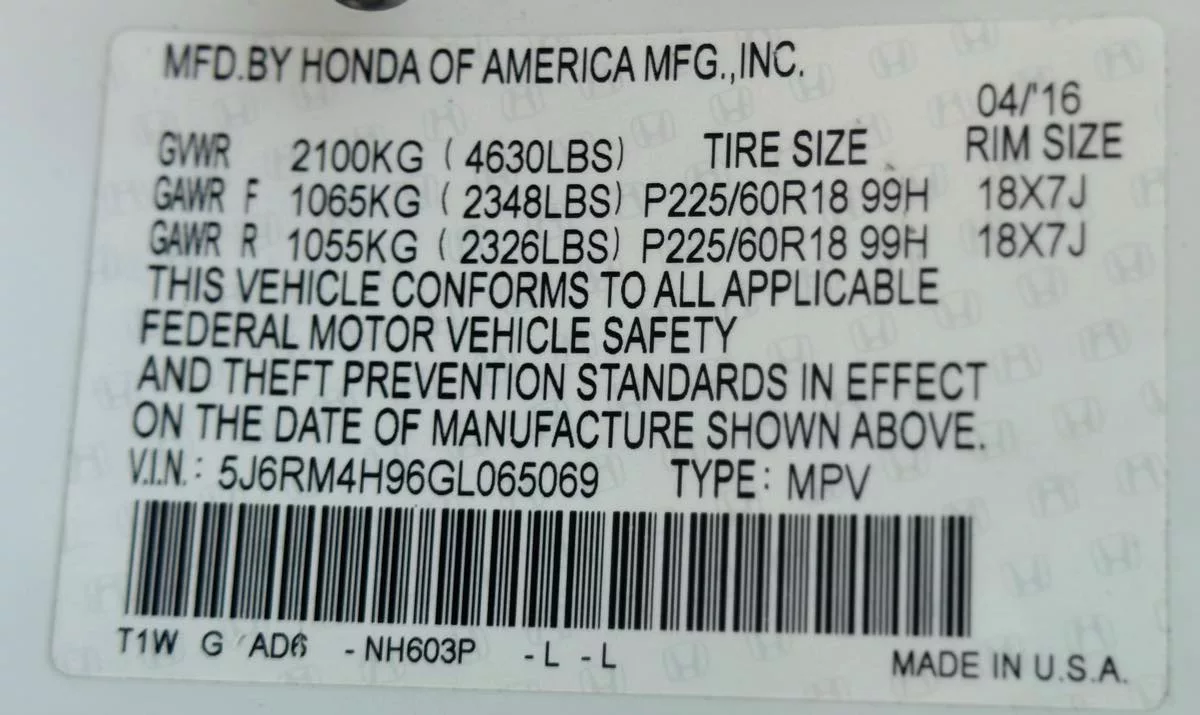 MFD.BY HONDA OF AMERICA MFG.,INC.
04/'16
GVWR 2100KG ( 4630LBS) TIRE SIZE RIM SIZE
GAWR F 1065KG ( 2348LBS) P225/60R18 99H 18X7J
GAWR R 1055KG ( 2326LBS) P225/60R18 99H 18X7J
THIS VEHICLE CONFORMS TO ALL APPLICABLE
FEDERAL MOTOR VEHICLE SAFETY
AND THEFT PREVENTION STANDARDS IN EFFECT
ON THE DATE OF MANUFACTURE SHOWN ABOVE.
V.I.N.: 5J6RM4H96GL065069 TYPE: MPV
T1W G AD6 -NH603P -L -L
MADE IN U.S.A.